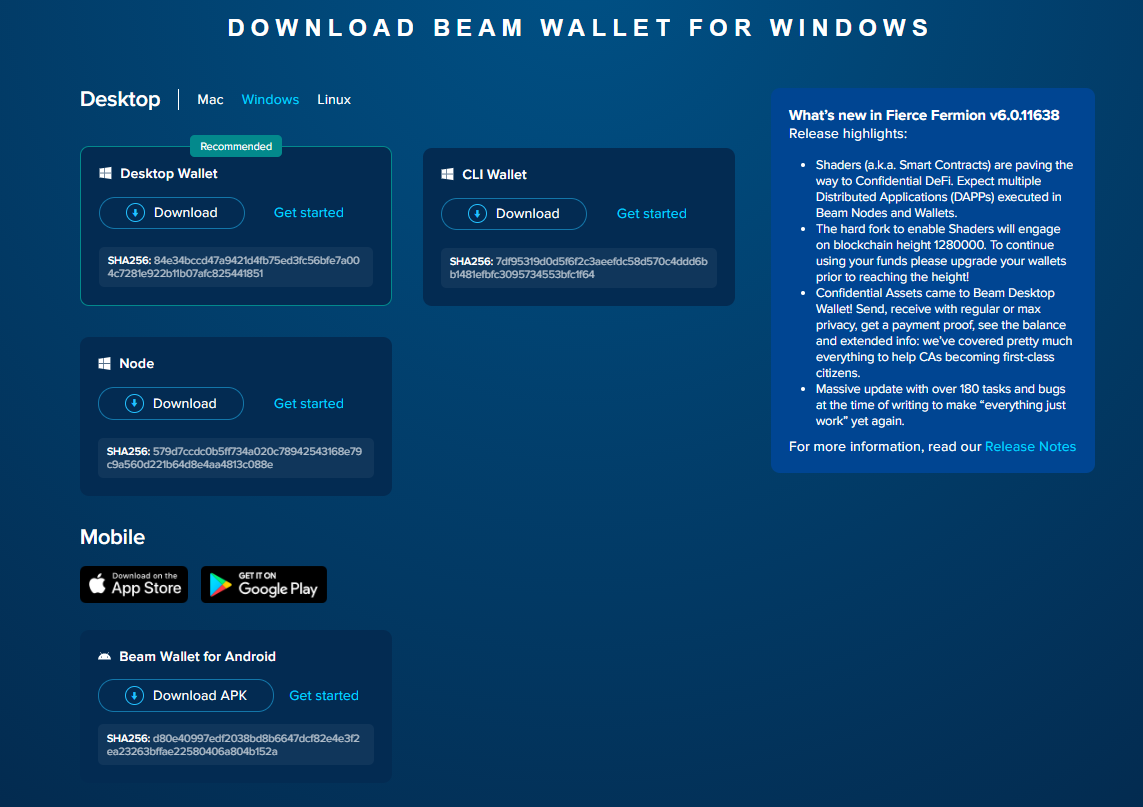 DOWNLOAD BEAM WALLET FOR WINDOWS
Desktop
Mac
Windows
Linux
Recommended
Desktop Wallet
Download
Get started
SHA256: 84e34bccd47a9421d4fb75ed3fc56bfe7a00
4c7281e922b11b07afc825441851
CLI Wallet
Download
Get started
SHA256: 7df95319d0d5f6f2c3aeefdc58d570c4ddd6b
b1481efbfc3095734553bfc1f64
Node
Download
Get started
SHA256: 579d7ccdc0b5ff734a020c78942543168e79
c9a560d221b64d8e4aa4813c088e
Mobile
Download on the
App Store
GET IT ON
Google Play
Beam Wallet for Android
Download APK
Get started
SHA256: d80e40997edf2038bd8b6647dcf82e4e3f2
ea23263bffae22580406a804b152a
What's new in Fierce Fermion v6.0.11638
Release highlights:
• Shaders (a.k.a. Smart Contracts) are paving the
way to Confidential DeFi. Expect multiple
Distributed Applications (DAPPs) executed in
Beam Nodes and Wallets.
• The hard fork to enable Shaders will engage
on blockchain height 1280000. To continue
using your funds please upgrade your wallets
prior to reaching the height!
• Confidential Assets came to Beam Desktop
Wallet! Send, receive with regular or max
privacy, get a payment proof, see the balance
and extended info: we've covered pretty much
everything to help CAs becoming first-class
citizens.
• Massive update with over 180 tasks and bugs
at the time of writing to make “everything just
work” yet again.
For more information, read our Release Notes